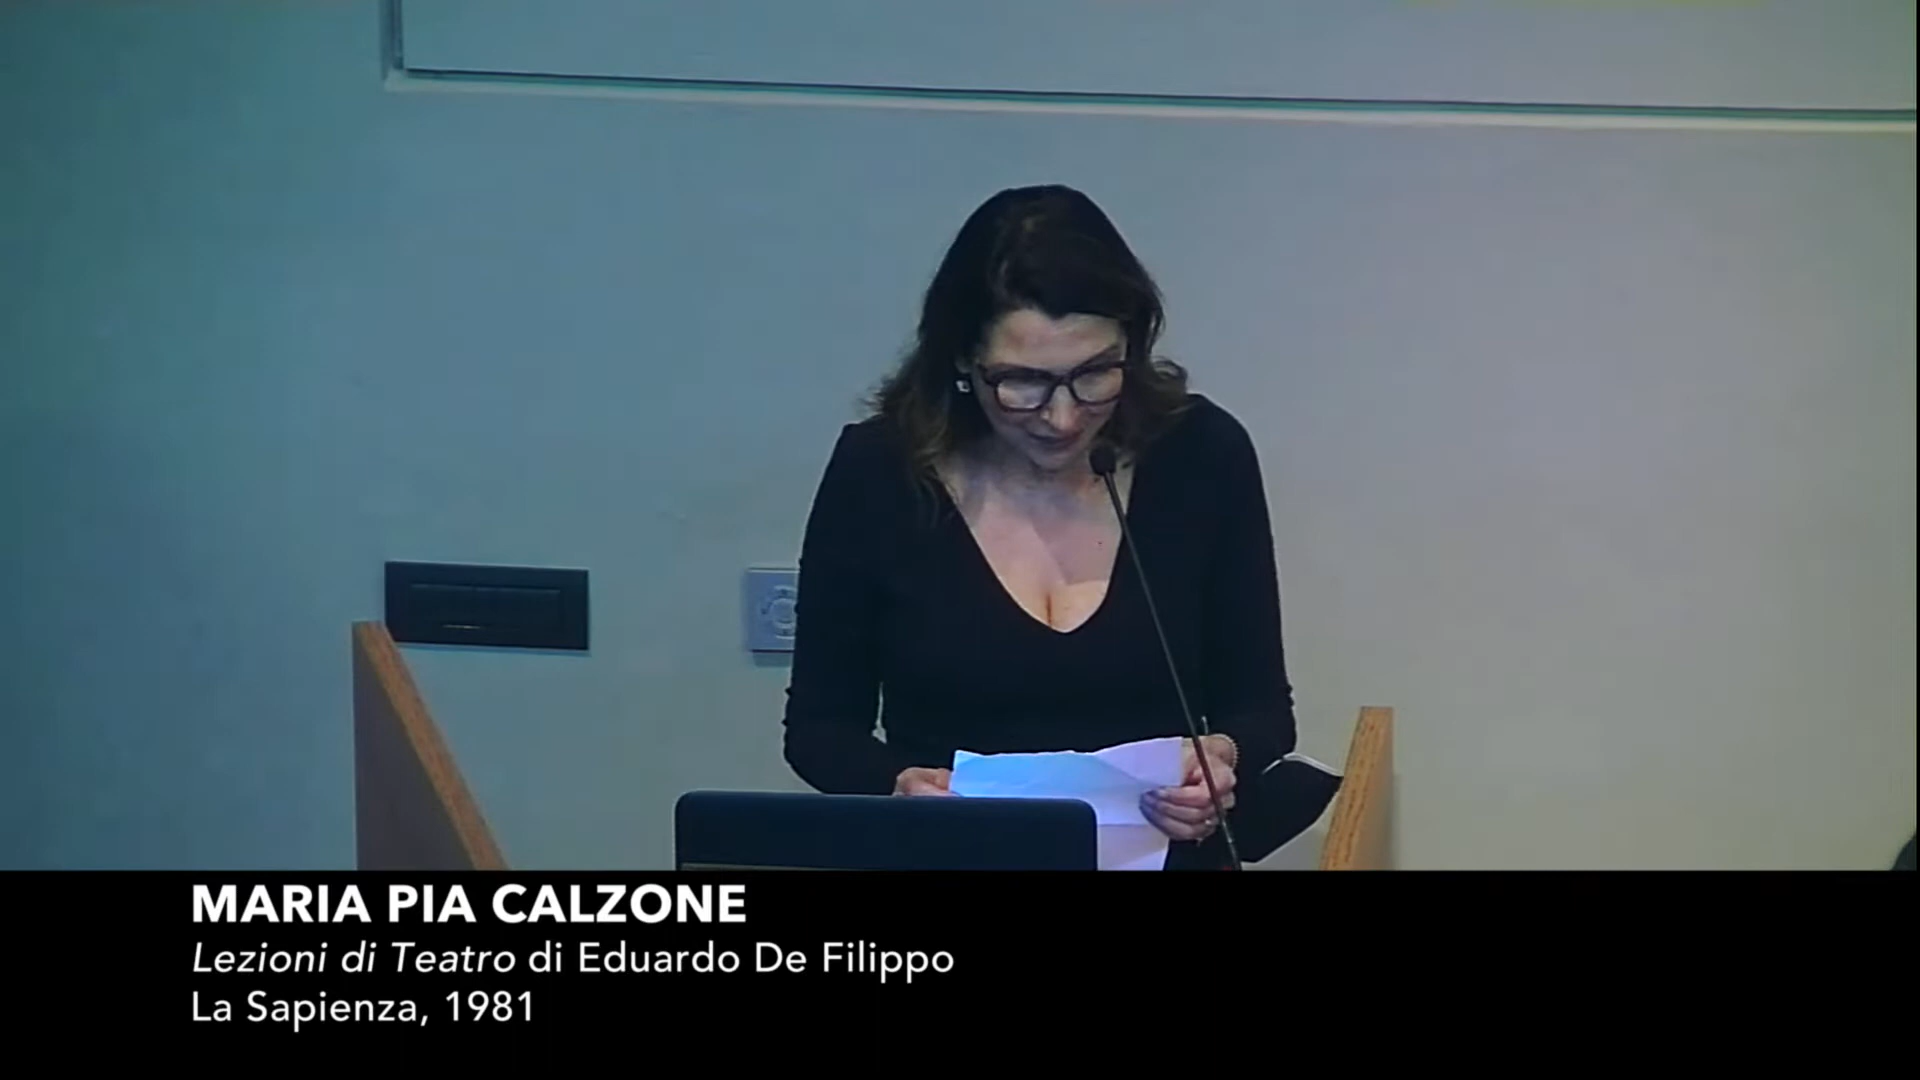 MARIA PIA CALZONE
Lezioni di Teatro di Eduardo De Filippo
La Sapienza, 1981